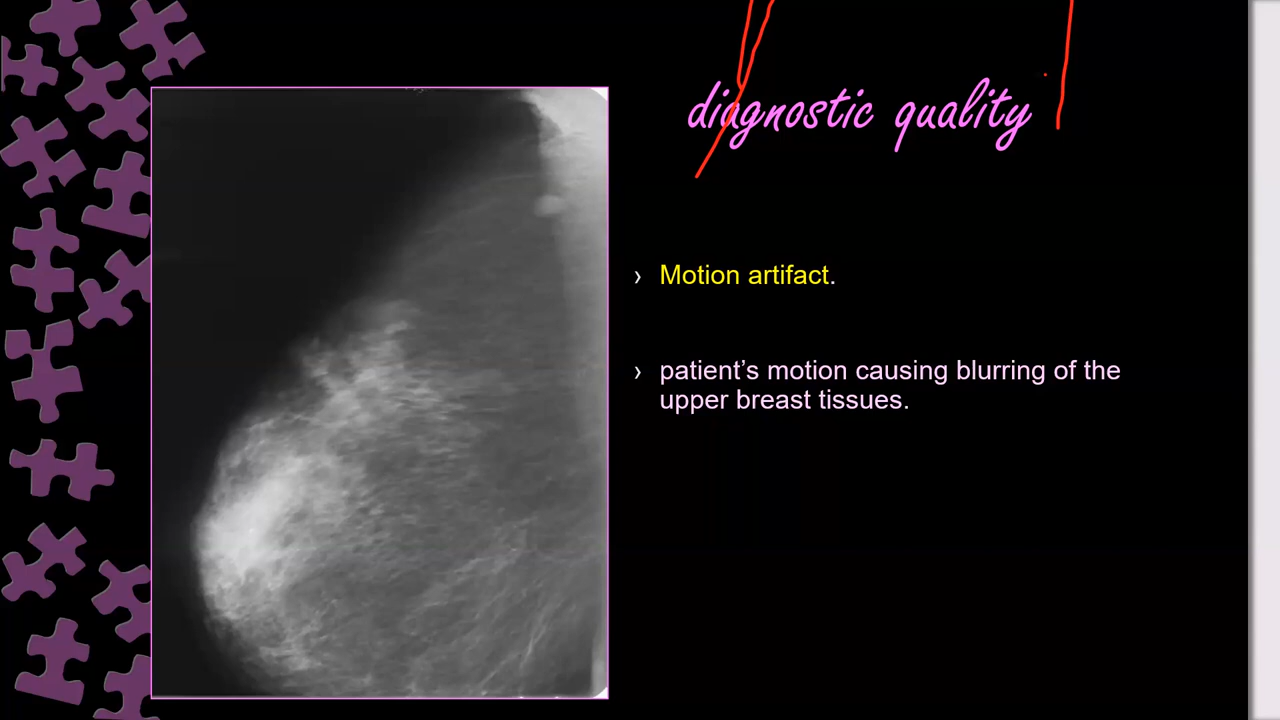 diagnostic quality
› Motion artifact.
› patient’s motion causing blurring of the
upper breast tissues.